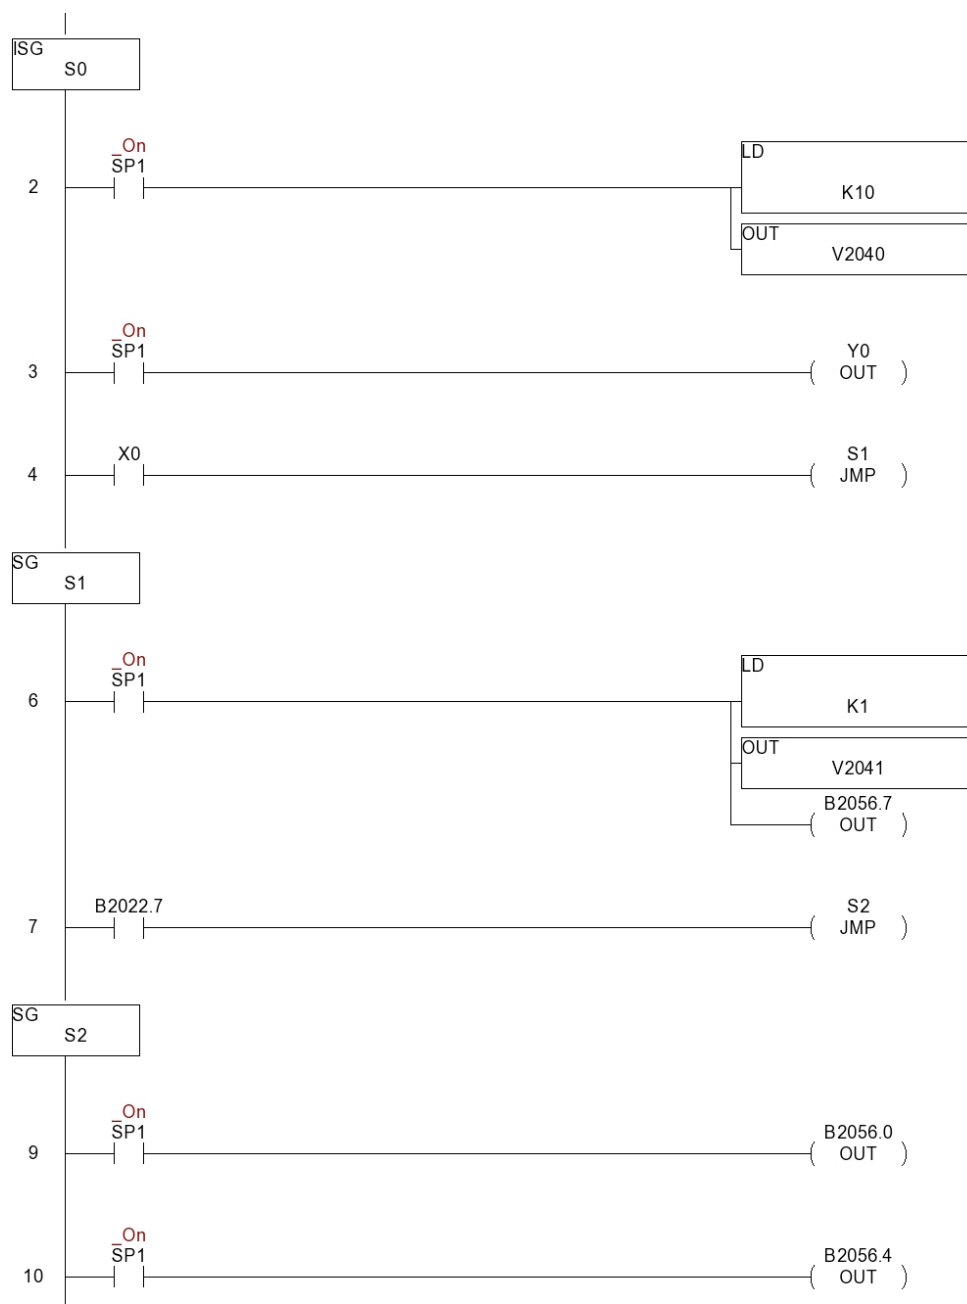 ISG
S0
_On
SP1
LD
2
K10
OUT
V2040
_On
SP1
Y0
3
OUT
X0
S1
4
JMP
SG
S1
_On
SP1
LD
6
K1
OUT
V2041
B2056.7
OUT
B2022.7
S2
7
JMP
SG
S2
_On
SP1
B2056.0
9
OUT
_On
SP1
B2056.4
10
OUT